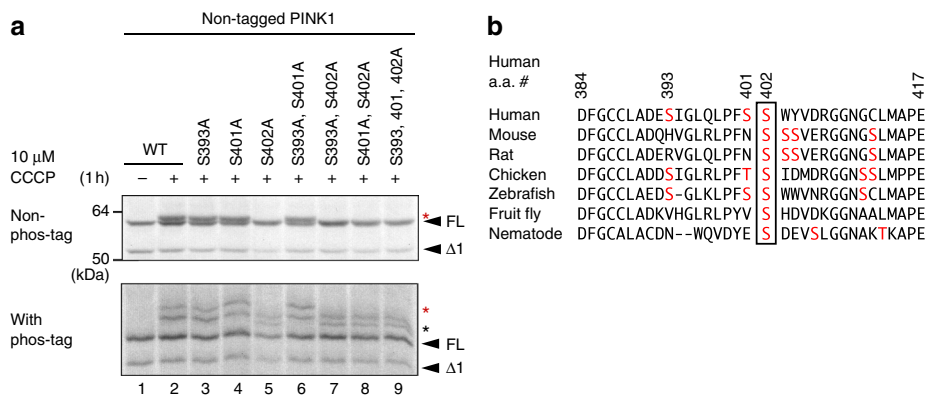 a
Non-tagged PINK1
WT
S393A
S401A
S402A
S393A, S401A
S393A, S402A
S401A, S402A
S393, 401, 402A
10 µM
CCCP (1h) – + + + + + + + +
Non-
phos-tag
64
50
(kDa)
*
FL
Δ1
With
phos-tag
*
*
FL
Δ1
1 2 3 4 5 6 7 8 9
b
Human
a.a. #
384 393 401 402 417
Human DFGCCLADESIGLQLPFS S WYVDRGGNGCLMAPE
Mouse DFGCCLADQHVGLRLPFN S SSVERGGNGSLMAPE
Rat DFGCCLADERVGLRLPFN S SSVERGGNGSLMAPE
Chicken DFGCCLADDSIGLRLPFT S IDMDRGGNSSLMPPE
Zebrafish DFGCCLAEDS–GLKLPFS S WWVNRGGNSCLMAPE
Fruit fly DFGCCLADKVHGLRLPYV S HDVDKGGNAALMAPE
Nematode DFGCALACDN––WQVDYE S DEVSLGGNAKTKAPE